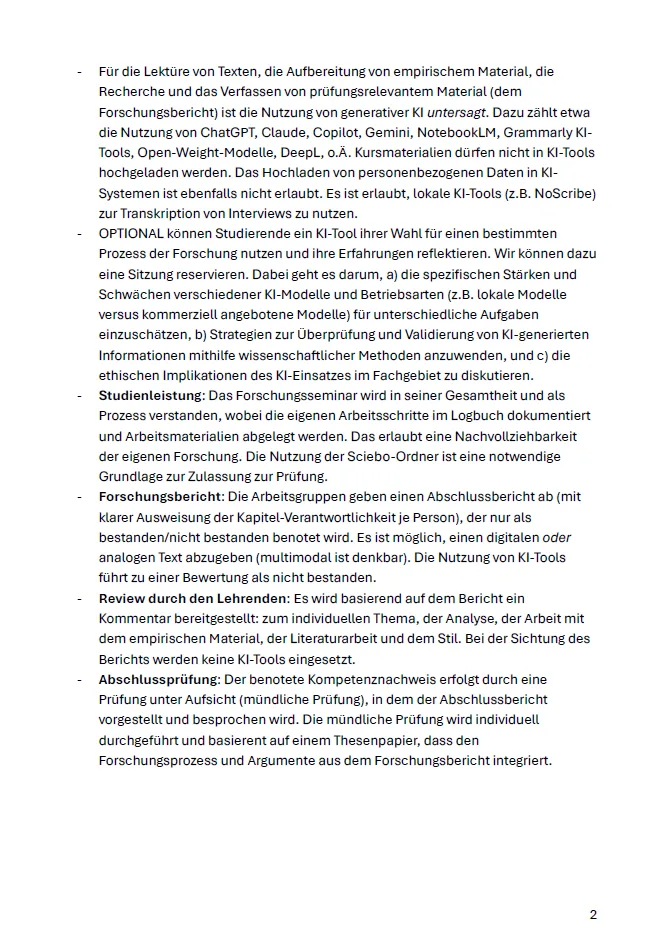 - Für die Lektüre von Texten, die Aufbereitung von empirischem Material, die
Recherche und das Verfassen von prüfungsrelevantem Material (dem
Forschungsbericht) ist die Nutzung von generativer KI untersagt. Dazu zählt etwa
die Nutzung von ChatGPT, Claude, Copilot, Gemini, NotebookLM, Grammarly KI-
Tools, Open-Weight-Modelle, DeepL, o.Ä. Kursmaterialien dürfen nicht in KI-Tools
hochgeladen werden. Das Hochladen von personenbezogenen Daten in KI-
Systemen ist ebenfalls nicht erlaubt. Es ist erlaubt, lokale KI-Tools (z.B. NoScribe)
zur Transkription von Interviews zu nutzen.
- OPTIONAL können Studierende ein KI-Tool ihrer Wahl für einen bestimmten
Prozess der Forschung nutzen und ihre Erfahrungen reflektieren. Wir können dazu
eine Sitzung reservieren. Dabei geht es darum, a) die spezifischen Stärken und
Schwächen verschiedener KI-Modelle und Betriebsarten (z.B. lokale Modelle
versus kommerziell angebotene Modelle) für unterschiedliche Aufgaben
einzuschätzen, b) Strategien zur Überprüfung und Validierung von KI-generierten
Informationen mithilfe wissenschaftlicher Methoden anzuwenden, und c) die
ethischen Implikationen des KI-Einsatzes im Fachgebiet zu diskutieren.
- Studienleistung: Das Forschungsseminar wird in seiner Gesamtheit und als
Prozess verstanden, wobei die eigenen Arbeitsschritte im Logbuch dokumentiert
und Arbeitsmaterialien abgelegt werden. Das erlaubt eine Nachvollziehbarkeit
der eigenen Forschung. Die Nutzung der Sciebo-Ordner ist eine notwendige
Grundlage zur Zulassung zur Prüfung.
- Forschungsbericht: Die Arbeitsgruppen geben einen Abschlussbericht ab (mit
klarer Ausweisung der Kapitel-Verantwortlichkeit je Person), der nur als
bestanden/nicht bestanden benotet wird. Es ist möglich, einen digitalen oder
analogen Text abzugeben (multimodal ist denkbar). Die Nutzung von KI-Tools
führt zu einer Bewertung als nicht bestanden.
- Review durch den Lehrenden: Es wird basierend auf dem Bericht ein
Kommentar bereitgestellt: zum individuellen Thema, der Analyse, der Arbeit mit
dem empirischen Material, der Literaturarbeit und dem Stil. Bei der Sichtung des
Berichts werden keine KI-Tools eingesetzt.
- Abschlussprüfung: Der benotete Kompetenznachweis erfolgt durch eine
Prüfung unter Aufsicht (mündliche Prüfung), in dem der Abschlussbericht
vorgestellt und besprochen wird. Die mündliche Prüfung wird individuell
durchgeführt und basierent auf einem Thesenpapier, dass den
Forschungsprozess und Argumente aus dem Forschungsbericht integriert.
2